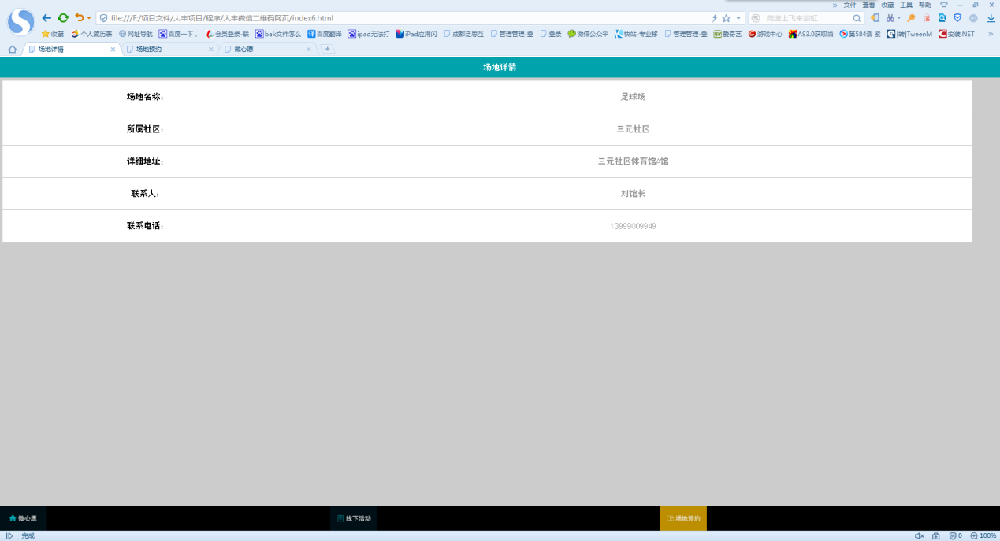 » 文件 查看 收藏 工具 帮助
file:///F:/项目文件/大丰项目/程序/大丰微信二维码网页/index6.html
高速上飞来浴缸
收藏 个人简历表 网址导航 百度一下， 会员登录-联 bak文件怎么 百度翻译 ipad无法打 iPad应用闪 成都泛思互 管理管理-登 登录 微信公众平 快站-专业移 管理管理-登 爱奇艺 游戏中心 AS3.0获取当 第584话 紧 [转]TweenM 安装.NET »
场地详情 场地预约 微心愿
场地详情
场地名称： 足球场
所属社区： 三元社区
详细地址： 三元社区体育馆A馆
联系人： 刘馆长
联系电话： 13999009949
微心愿 线下活动 场地预约
完成 0 100%